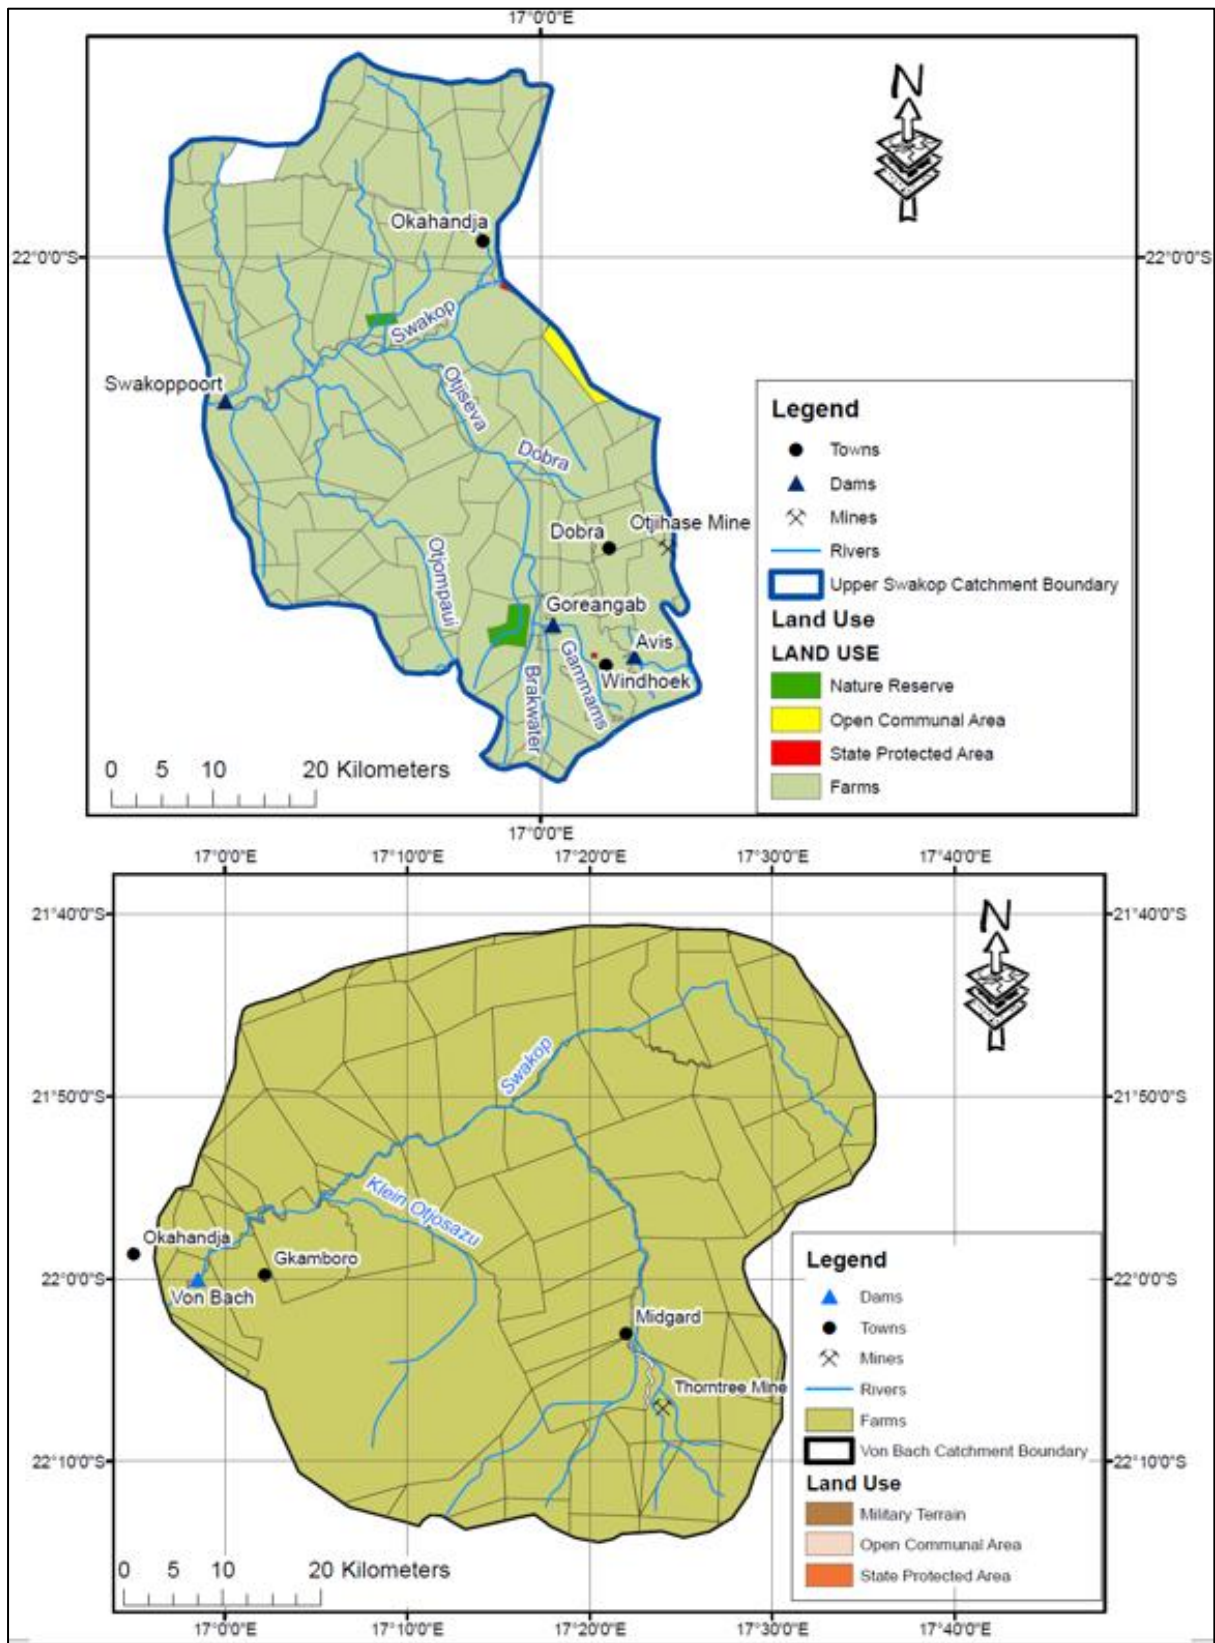 17°0'0"E
N
Okahandja
22°0'0"S
22°0'0"S
Swakop
Swakoppoort
Otjiseva
Dobra
Otjihase Mine
Dobra
Otjompaui
Goreangab
Avis
Gammams
Windhoek
Brakwater
0 5 10 20 Kilometers
Legend
Towns
Dams
Mines
Rivers
Upper Swakop Catchment Boundary
Land Use
LAND USE
Nature Reserve
Open Communal Area
State Protected Area
Farms
17°0'0"E
17°0'0"E 17°10'0"E 17°20'0"E 17°30'0"E 17°40'0"E
21°40'0"S
21°40'0"S
N
Swakop
21°50'0"S
21°50'0"S
Klein Otjosazu
Okahandja
Gkamboro
22°0'0"S
22°0'0"S
Von Bach
Midgard
Thorntree Mine
22°10'0"S
22°10'0"S
0 5 10 20 Kilometers
Legend
Dams
Towns
Mines
Rivers
Farms
Von Bach Catchment Boundary
Land Use
Military Terrain
Open Communal Area
State Protected Area
17°0'0"E 17°10'0"E 17°20'0"E 17°30'0"E 17°40'0"E